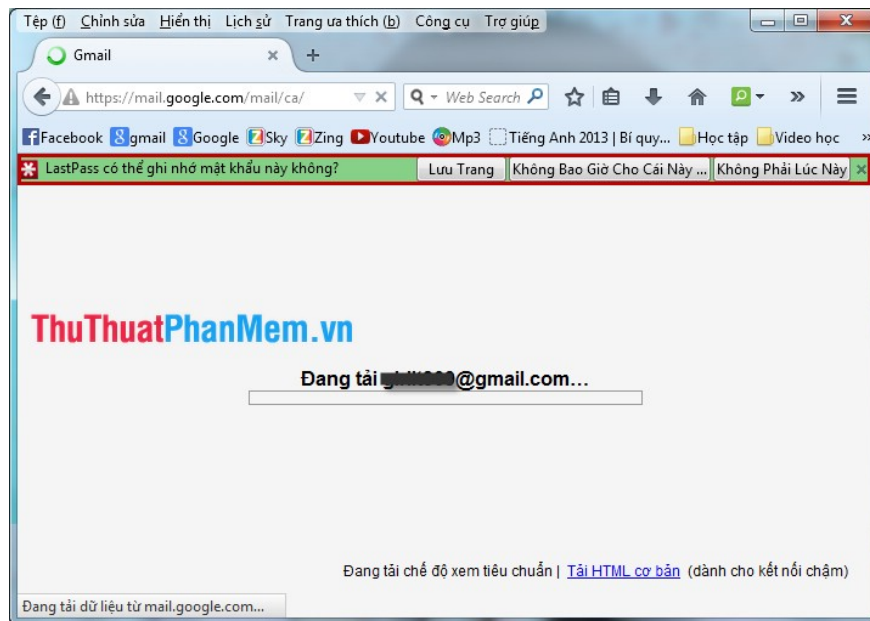 Tệp (f) Chỉnh sửa Hiển thị Lịch sử Trang ưa thích (b) Công cụ Trợ giúp
Gmail
https://mail.google.com/mail/ca/ Web Search
Facebook gmail Google Sky Zing Youtube Mp3 Tiếng Anh 2013 | Bí quy... Học tập Video học
LastPass có thể ghi nhớ mật khẩu này không? Lưu Trang Không Bao Giờ Cho Cái Này ... Không Phải Lúc Này
ThuThuatPhanMem.vn
Đang tải @gmail.com...
Đang tải chế độ xem tiêu chuẩn | Tải HTML cơ bản (dành cho kết nối chậm)
Đang tải dữ liệu từ mail.google.com...